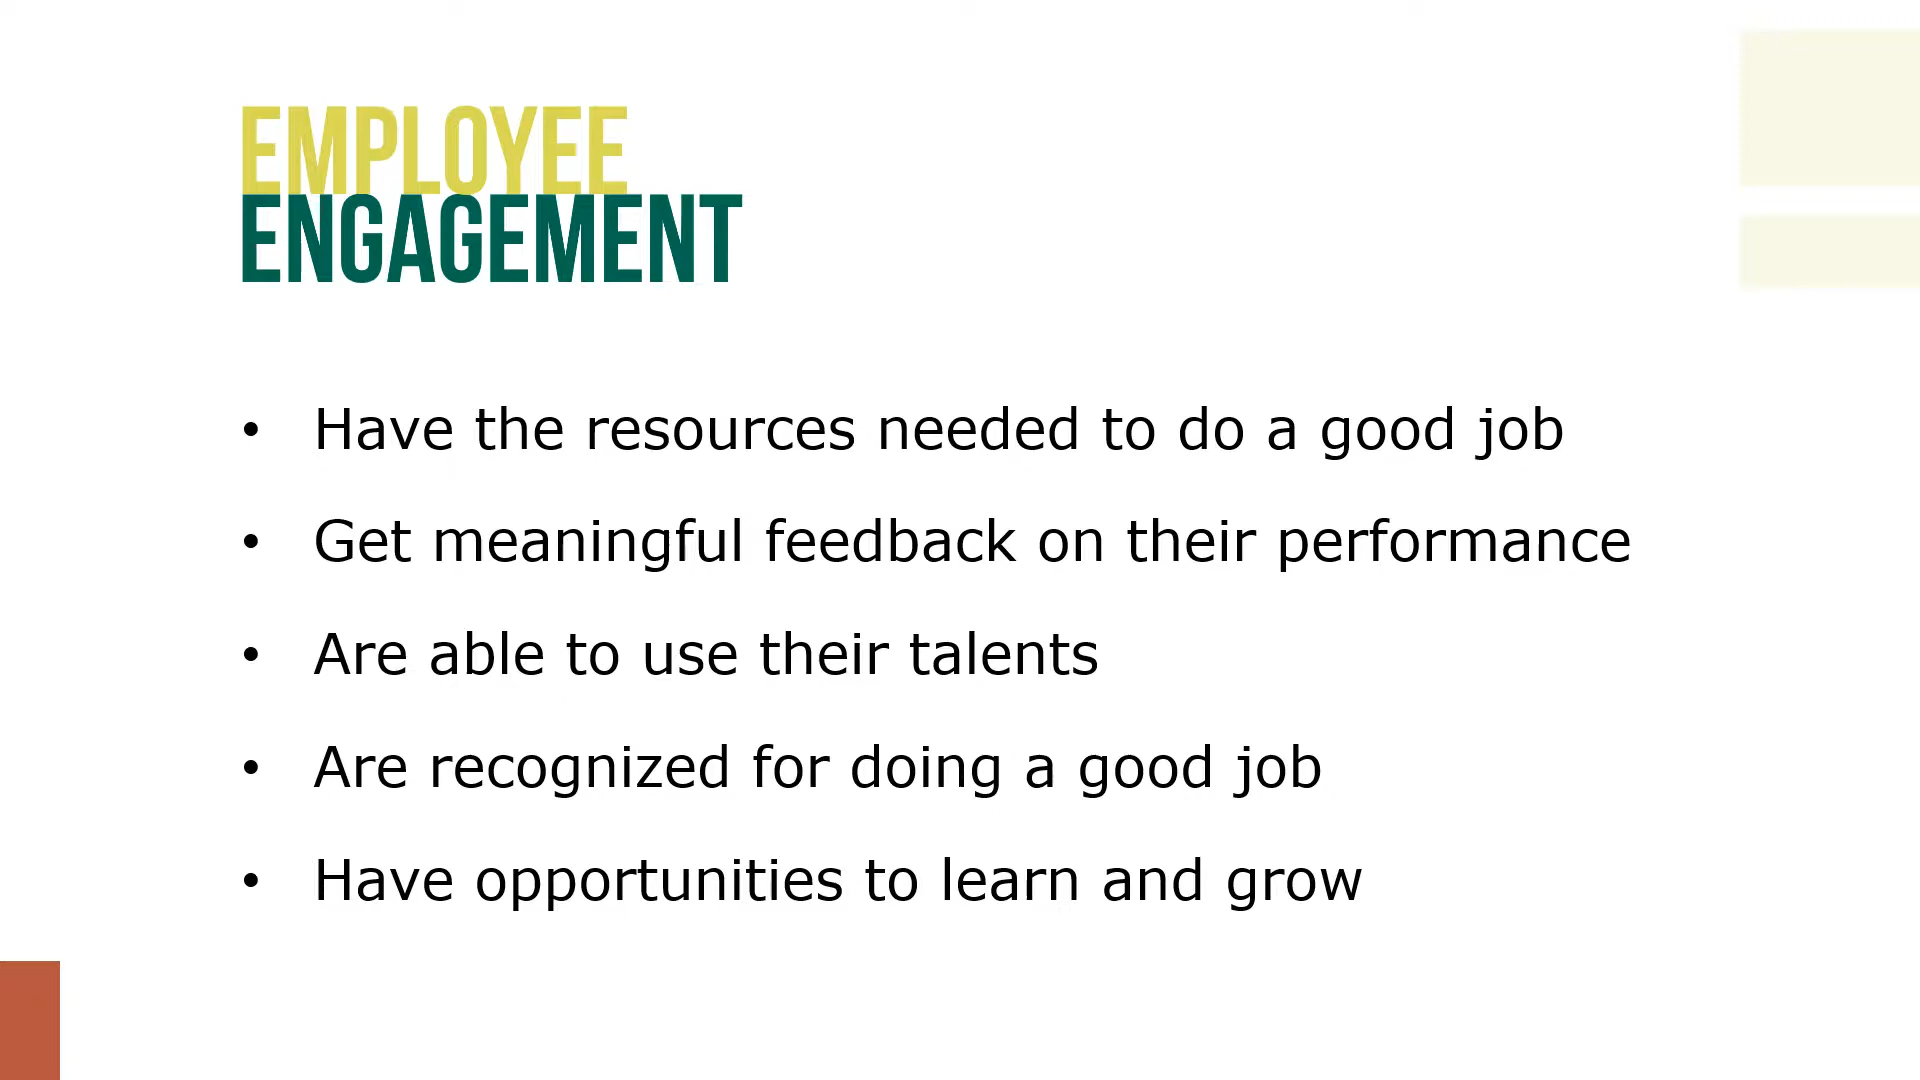 EMPLOYEE
ENGAGEMENT
• Have the resources needed to do a good job
• Get meaningful feedback on their performance
• Are able to use their talents
• Are recognized for doing a good job
• Have opportunities to learn and grow